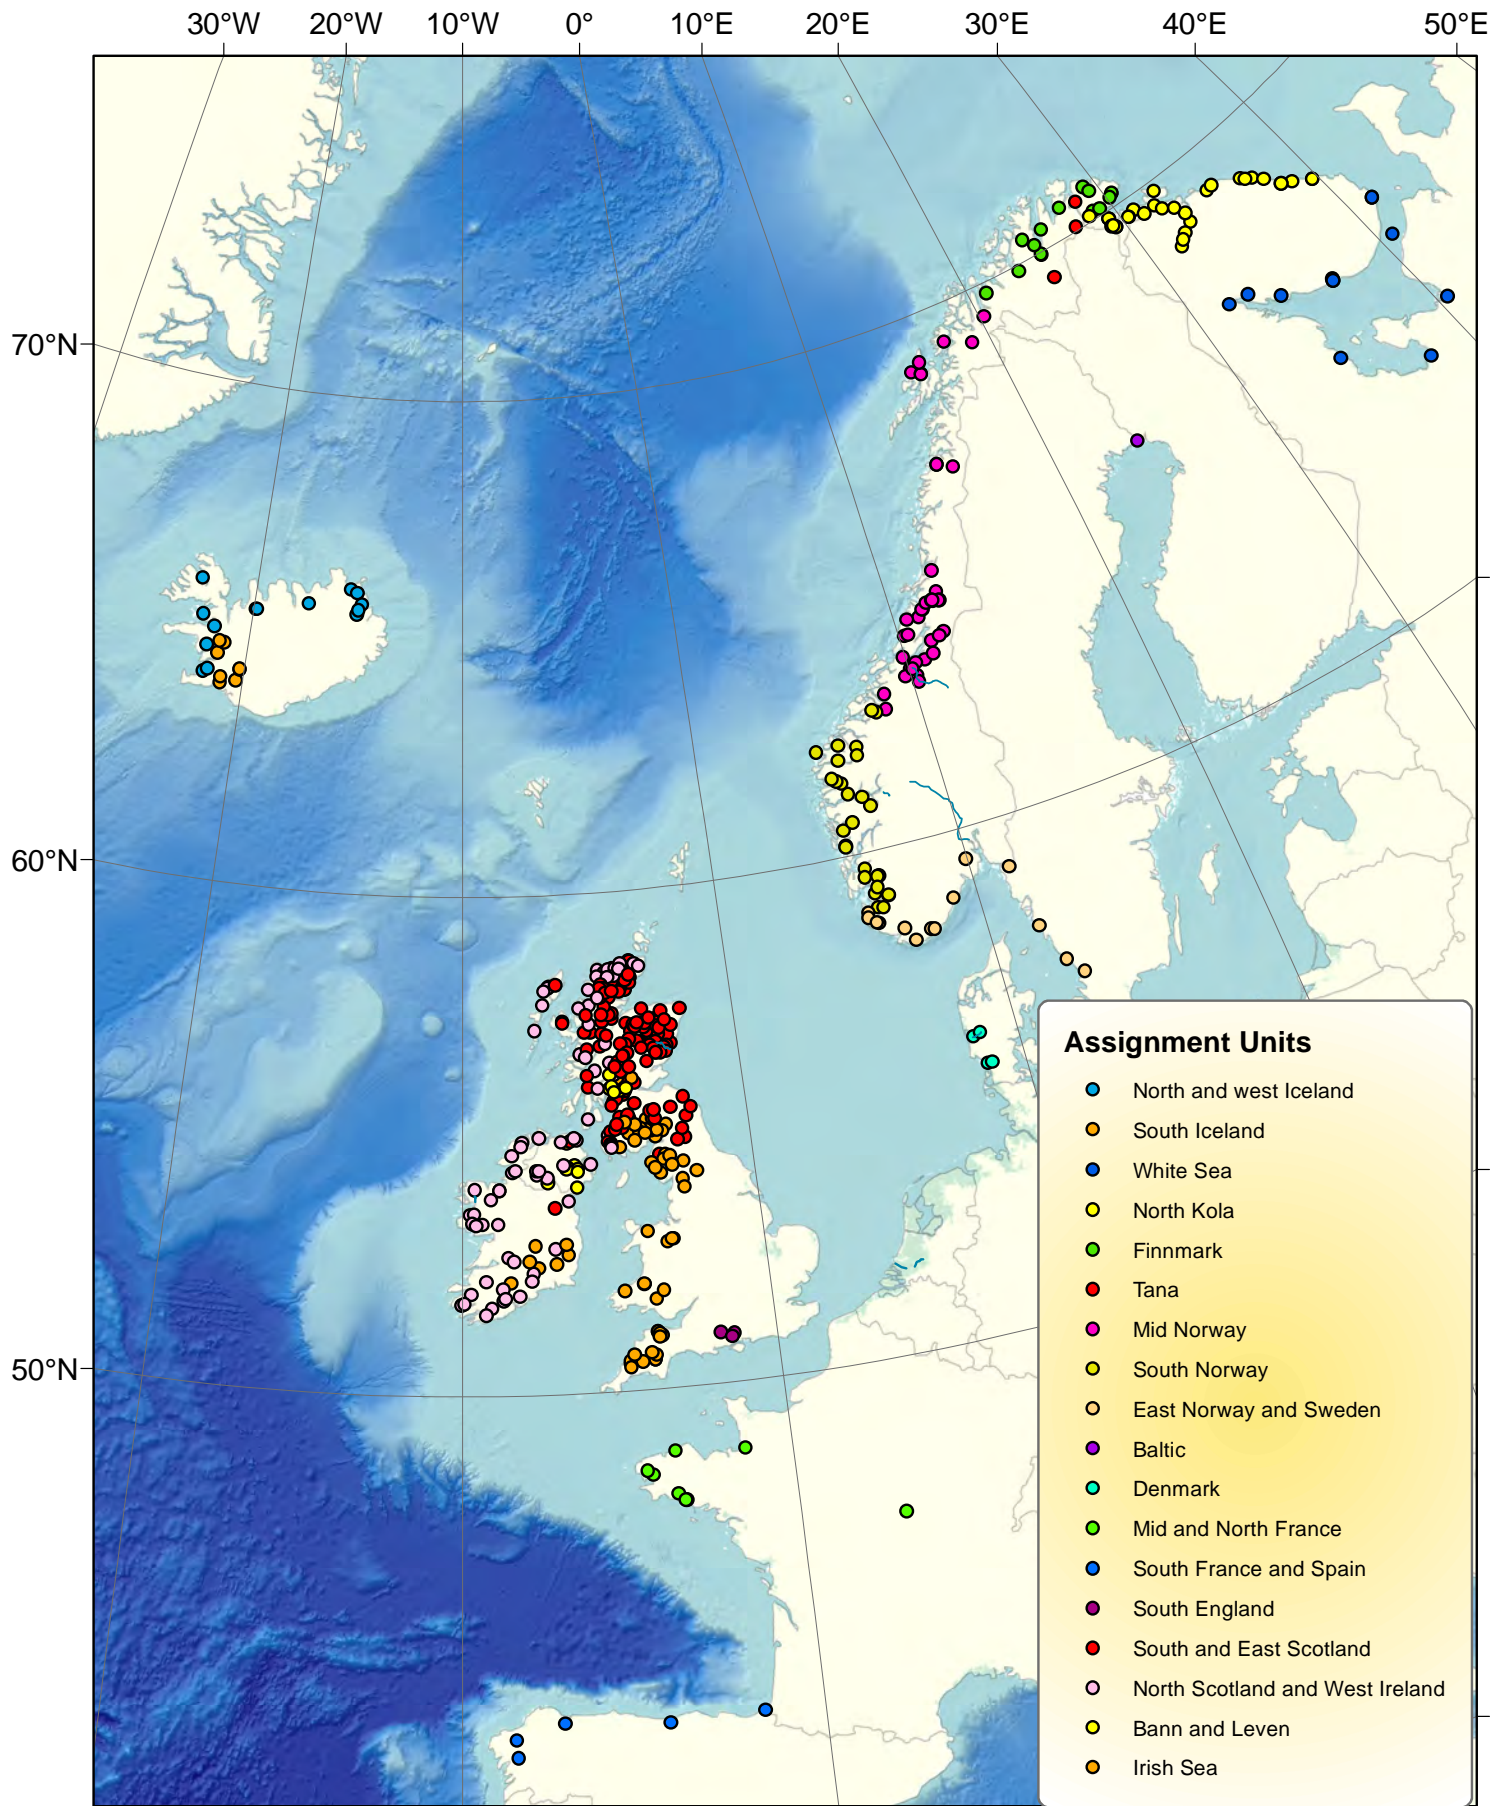 30°W 20°W 10°W 0° 10°E 20°E 30°E 40°E 50°E
70°N
60°N
50°N
Assignment Units
North and west Iceland
South Iceland
White Sea
North Kola
Finnmark
Tana
Mid Norway
South Norway
East Norway and Sweden
Baltic
Denmark
Mid and North France
South France and Spain
South England
South and East Scotland
North Scotland and West Ireland
Bann and Leven
Irish Sea